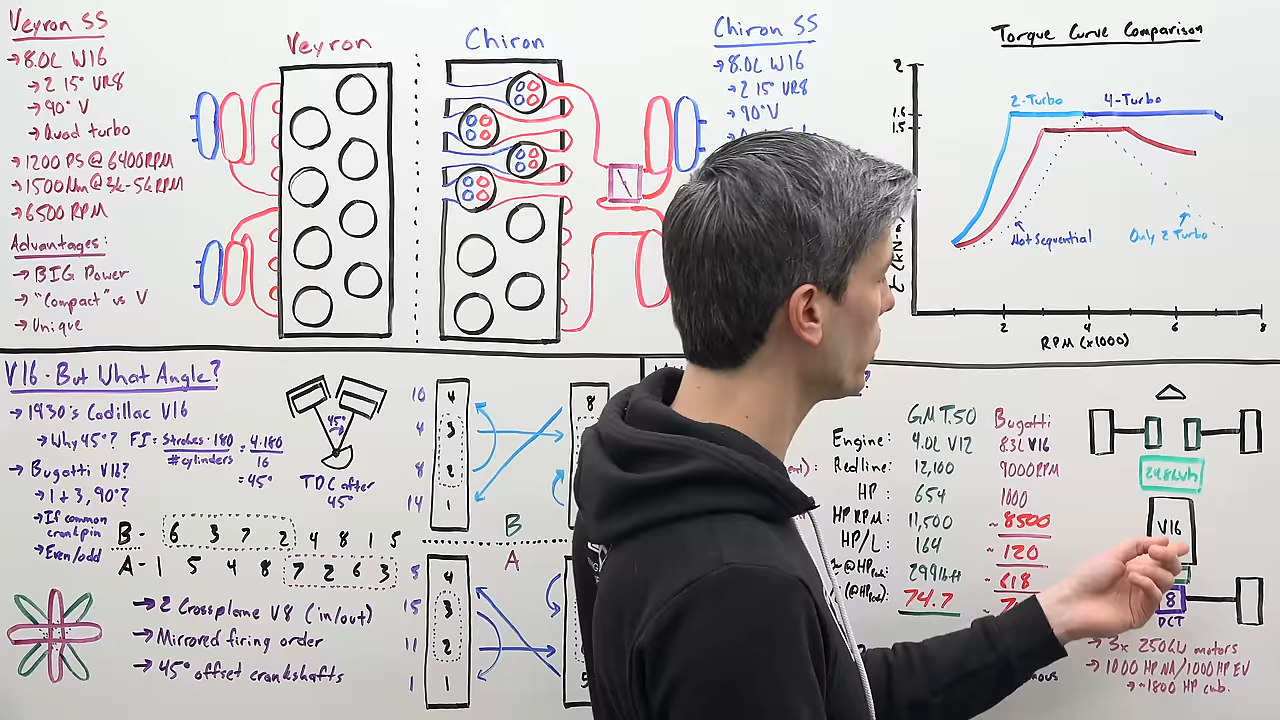 Veyron SS
→ 8.0L W16
→ 2 15° VR8
→ 90° V
→ Quad turbo
→ 1200 PS @ 6400RPM
→ 1500Nm @ 3k-5k RPM
→ 6500 RPM
Advantages:
→ BIG Power
→ "Compact" vs V
→ Unique
Veyron
Chiron
Chiron SS
→ 8.0L W16
→ 2 15° VR8
→ 90° V
Torque Curve Comparison
2
1.6
1.5
2-Turbo
4-Turbo
Not Sequential
Only 2 Turbo
2
4
6
8
RPM (x1000)
V16 - But What Angle?
→ 1930's Cadillac V16
→ Why 45°? FI = Strokes·180 / #cylinders = 4·180 / 16
= 45°
→ Bugatti V16?
→ 1 + 3, 90°?
→ If common
crankpin
→ Even/odd
B - 6 3 7 2 4 8 1 5
A - 1 5 4 8 7 2 6 3
→ 2 Crossplane V8 (in/out)
→ Mirrored firing order
→ 45° offset crankshafts
45°
TDC after
45°
10 4
4 3
8 2
14 1
8
B
A
5 4
15 3
11 2
1 1
GMT.50 Bugatti
Engine: 4.0L V12 8.3L V16
Redline: 12,100 9000RPM
HP: 654 1000
HP RPM: 11,500 ~8500
HP/L: 164 ~120
299 lbft ~618
74.7
24.8kWh
V16
8
DCT
→ 3x 250kW motors
→ 1000 HP NA/1000HP EV
→ ~1800 HP cmb.